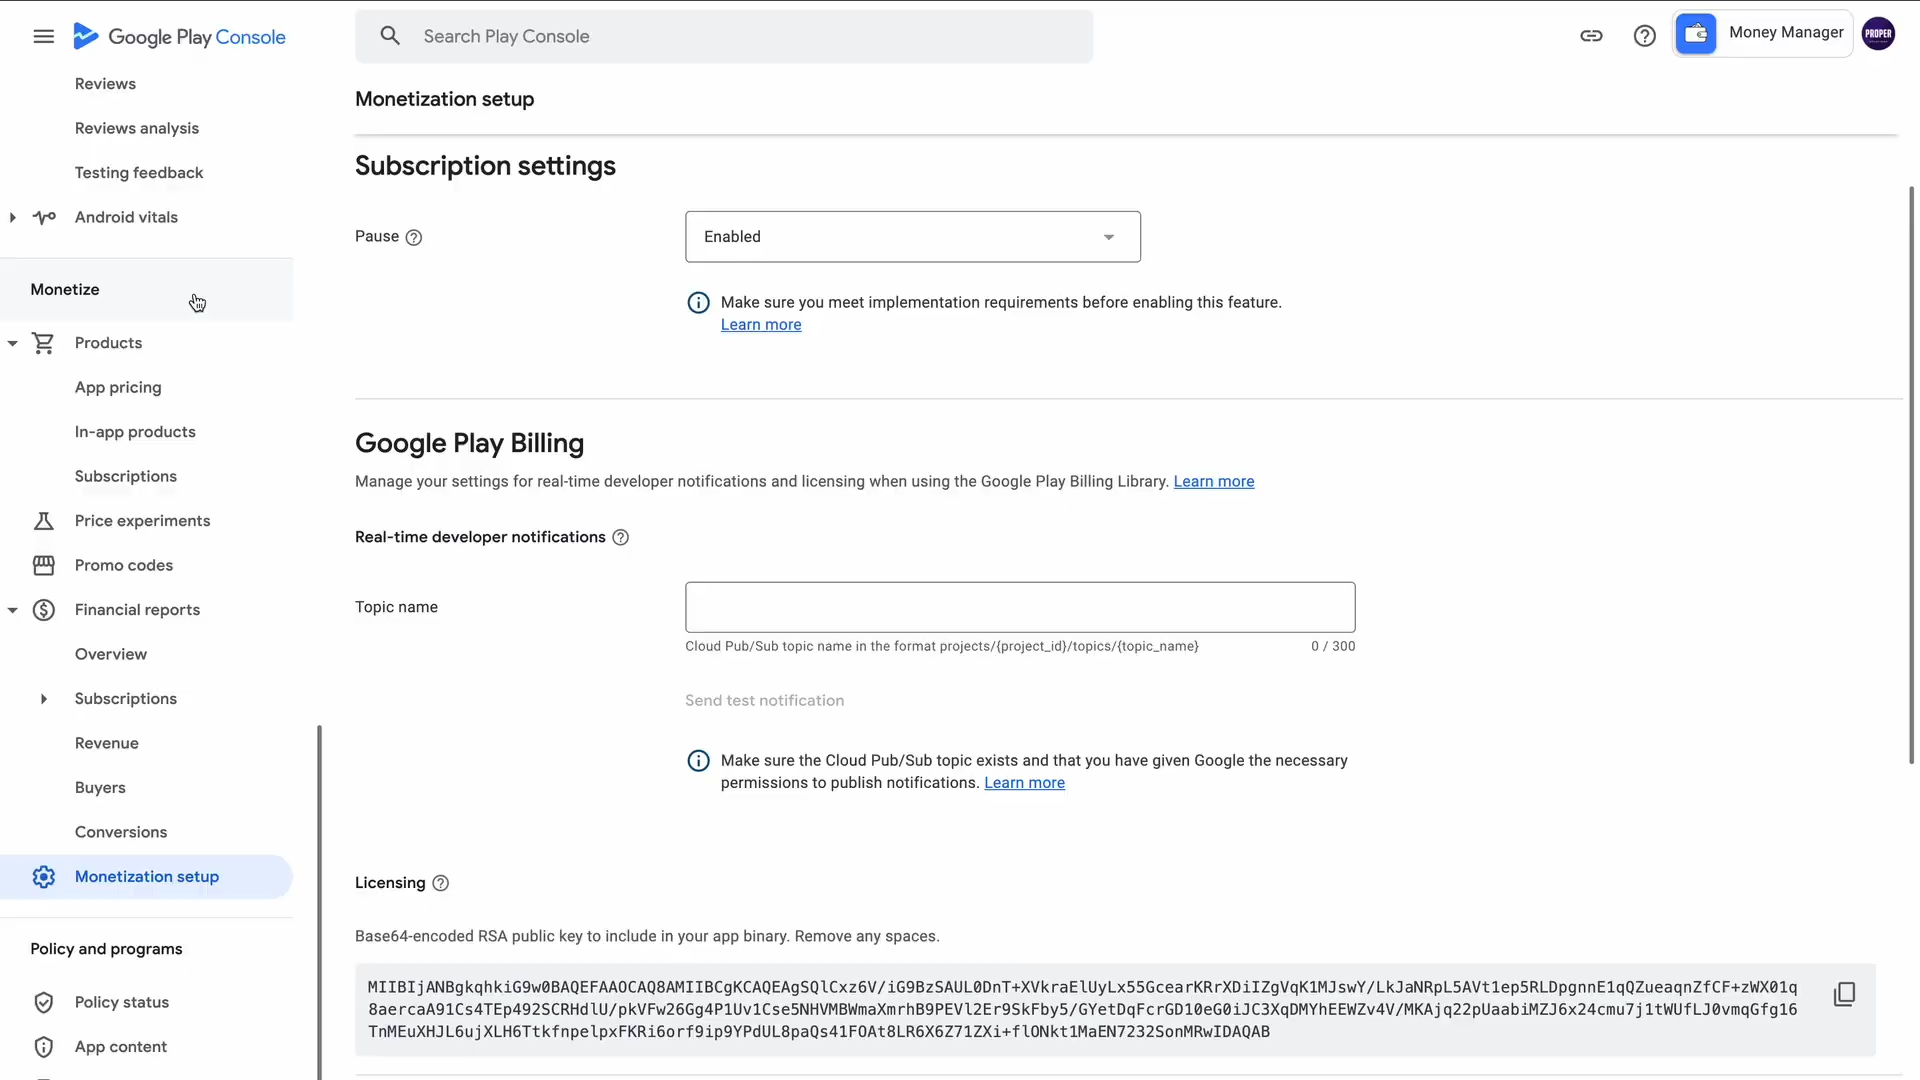 Google Play Console
Search Play Console
Money Manager
PROPER
Reviews
Reviews analysis
Testing feedback
Android vitals
Monetize
Products
App pricing
In-app products
Subscriptions
Price experiments
Promo codes
Financial reports
Overview
Subscriptions
Revenue
Buyers
Conversions
Monetization setup
Policy and programs
Policy status
App content
Monetization setup
Subscription settings
Pause
Enabled
Make sure you meet implementation requirements before enabling this feature.
Learn more
Google Play Billing
Manage your settings for real-time developer notifications and licensing when using the Google Play Billing Library. Learn more
Real-time developer notifications
Topic name
Cloud Pub/Sub topic name in the format projects/{project_id}/topics/{topic_name}
0 / 300
Send test notification
Make sure the Cloud Pub/Sub topic exists and that you have given Google the necessary
permissions to publish notifications. Learn more
Licensing
Base64-encoded RSA public key to include in your app binary. Remove any spaces.
MIIBIjANBgkqhkiG9w0BAQEFAAOCAQ8AMIIBCgKCAQEAgSQlCxz6V/iG9BzSAUL0DnT+XVkraElUyLx55GcearKRrXDiIZgVqK1MJswY/LkJaNRpL5AVt1ep5RLDpgnnE1qQZueaqnZfCF+zWX01q
8aercaA91Cs4TEp492SCRHdlU/pkVFw26Gg4P1Uv1Cse5NHVMBWmaXmrhB9PEVl2Er9SkFby5/GYetDqFcrGD10eG0iJC3XqDMYhEEWZv4V/MKAjq22pUaabiMZJ6x24cmu7j1tWUfLJ0vmqGfg16
TnMEuXHJL6ujXLH6TtkfnpelpxFKRi6orf9ip9YPdUL8paQs41FOAt8LR6X6Z71ZXi+flONkt1MaEN7232SonMRwIDAQAB